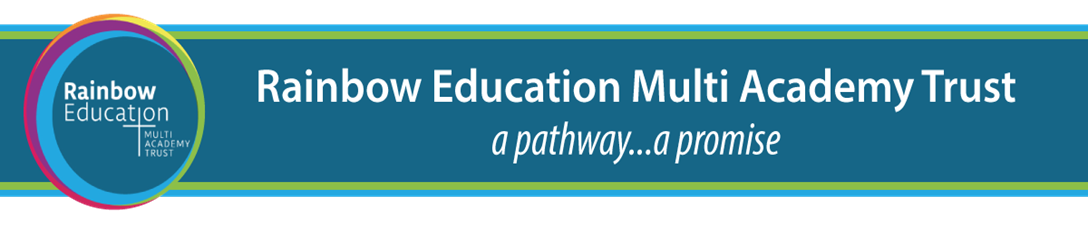 Rainbow
Education
MULTI
ACADEMY
TRUST
Rainbow Education Multi Academy Trust
a pathway...a promise